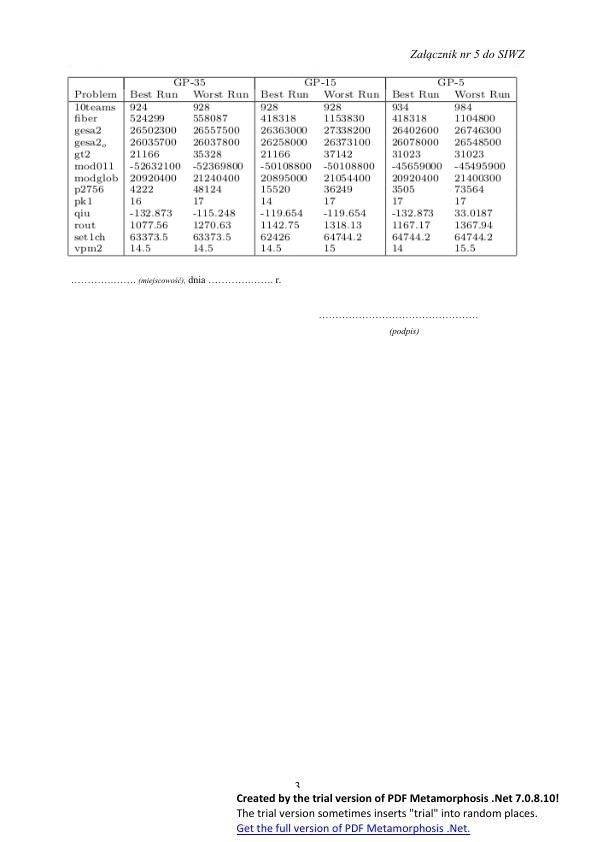 Załącznik nr 5 do SIWZ
GP-35 GP-15 GP-5
Problem Best Run Worst Run Best Run Worst Run Best Run Worst Run
10teams 924 928 928 928 934 984
fiber 524299 558087 418318 1153830 418318 1104800
gesa2 26502300 26557500 26363000 27338200 26402600 26746300
gesa2_o 26035700 26037800 26258000 26373100 26078000 26548500
gt2 21166 35328 21166 37142 31023 31023
mod011 -52632100 -52369800 -50108800 -50108800 -45659000 -45495900
modglob 20920400 21240400 20895000 21054400 20920400 21400300
p2756 4222 48124 15520 36249 3505 73564
pk1 16 17 14 17 17 17
qiu -132.873 -115.248 -119.654 -119.654 -132.873 33.0187
rout 1077.56 1270.63 1142.75 1318.13 1167.17 1367.94
set1ch 63373.5 63373.5 62426 64744.2 64744.2 64744.2
vpm2 14.5 14.5 14.5 15 14 15.5
………….……. (miejscowość), dnia ………….……. r.
…………………………………………
(podpis)
3
Created by the trial version of PDF Metamorphosis .Net 7.0.8.10!
The trial version sometimes inserts "trial" into random places.
Get the full version of PDF Metamorphosis .Net.